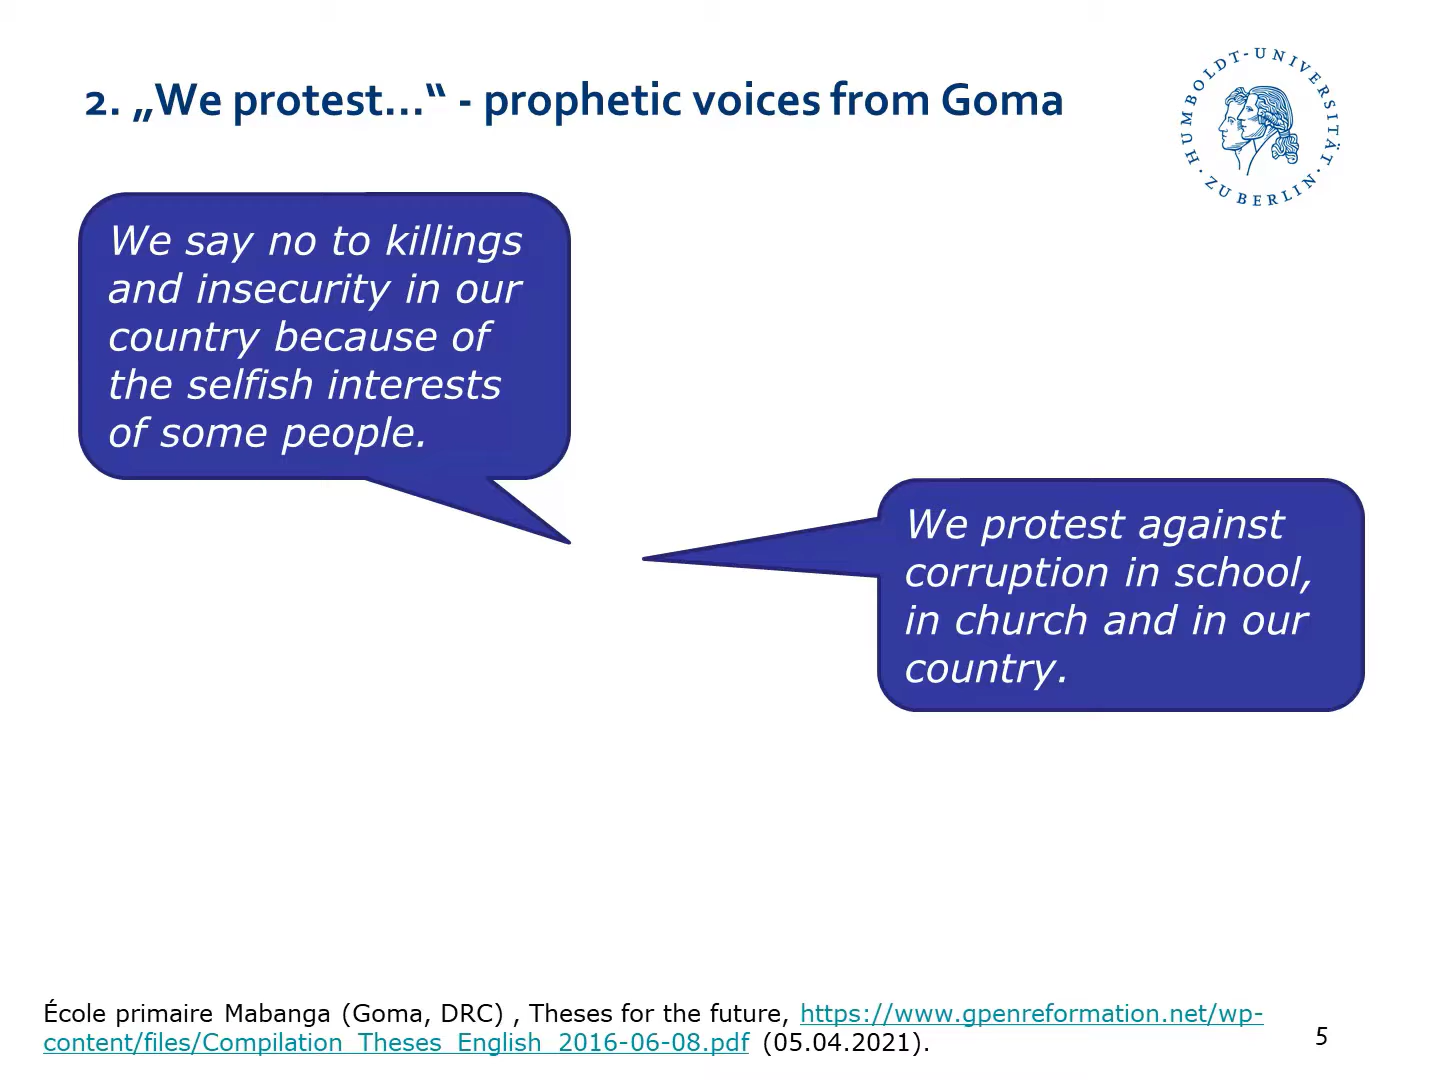 2. „We protest...“ - prophetic voices from Goma
HUMBOLDT-UNIVERSITÄT · ZU BERLIN ·
We say no to killings
and insecurity in our
country because of
the selfish interests
of some people.
We protest against
corruption in school,
in church and in our
country.
École primaire Mabanga (Goma, DRC) , Theses for the future, https://www.gpenreformation.net/wp-
content/files/Compilation_Theses_English_2016-06-08.pdf (05.04.2021).
5